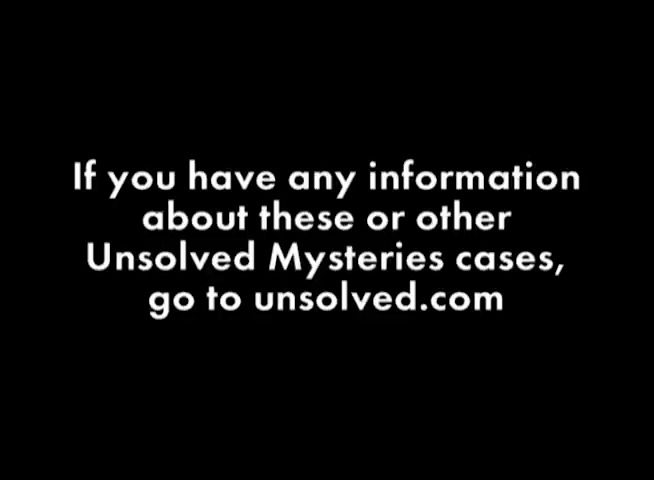 If you have any information
about these or other
Unsolved Mysteries cases,
go to unsolved.com